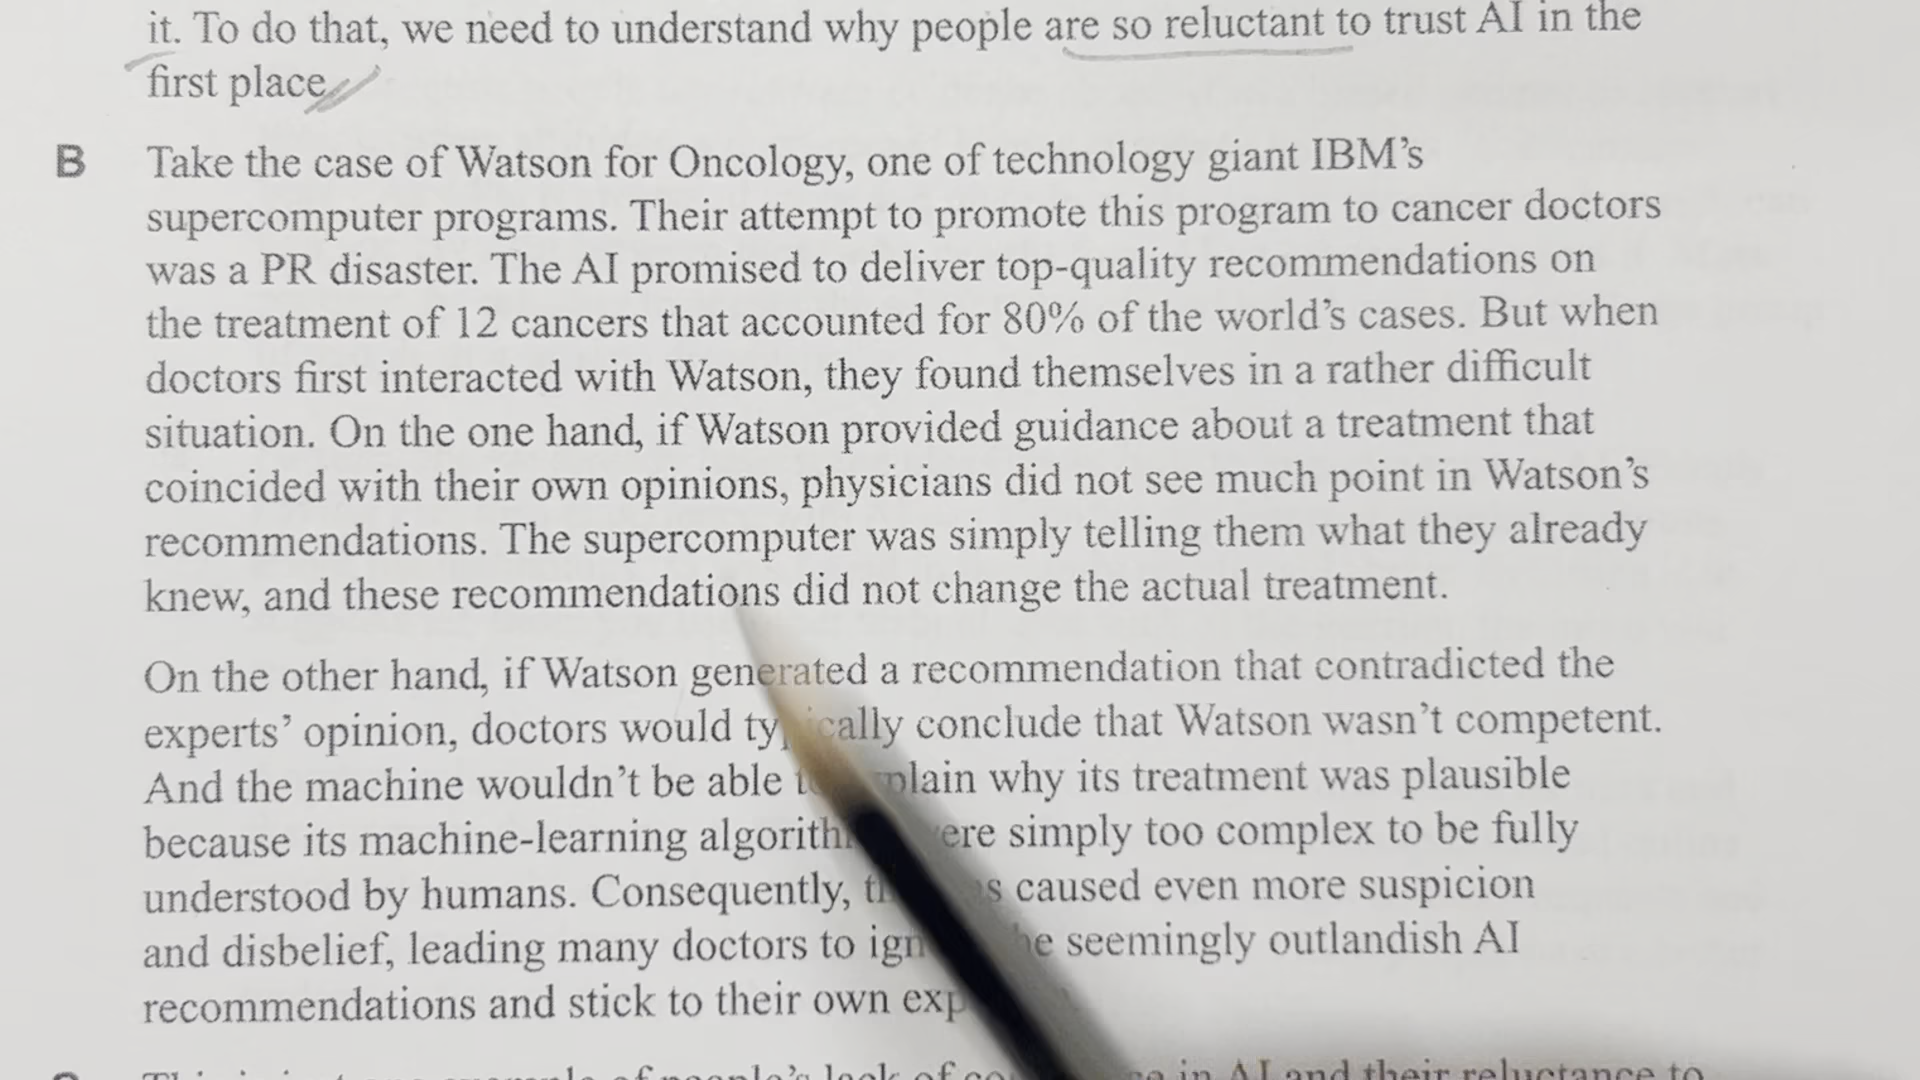 it. To do that, we need to understand why people are so reluctant to trust AI in the
first place.
B Take the case of Watson for Oncology, one of technology giant IBM's
supercomputer programs. Their attempt to promote this program to cancer doctors
was a PR disaster. The AI promised to deliver top-quality recommendations on
the treatment of 12 cancers that accounted for 80% of the world's cases. But when
doctors first interacted with Watson, they found themselves in a rather difficult
situation. On the one hand, if Watson provided guidance about a treatment that
coincided with their own opinions, physicians did not see much point in Watson's
recommendations. The supercomputer was simply telling them what they already
knew, and these recommendations did not change the actual treatment.
On the other hand, if Watson generated a recommendation that contradicted the
experts' opinion, doctors would typically conclude that Watson wasn't competent.
And the machine wouldn't be able explain why its treatment was plausible
because its machine-learning were simply too complex to be fully
understood by humans. Consequently, caused even more suspicion
and disbelief, leading many doctors to seemingly outlandish AI
recommendations and stick to their own
of people's lack of in AI and their reluctance to